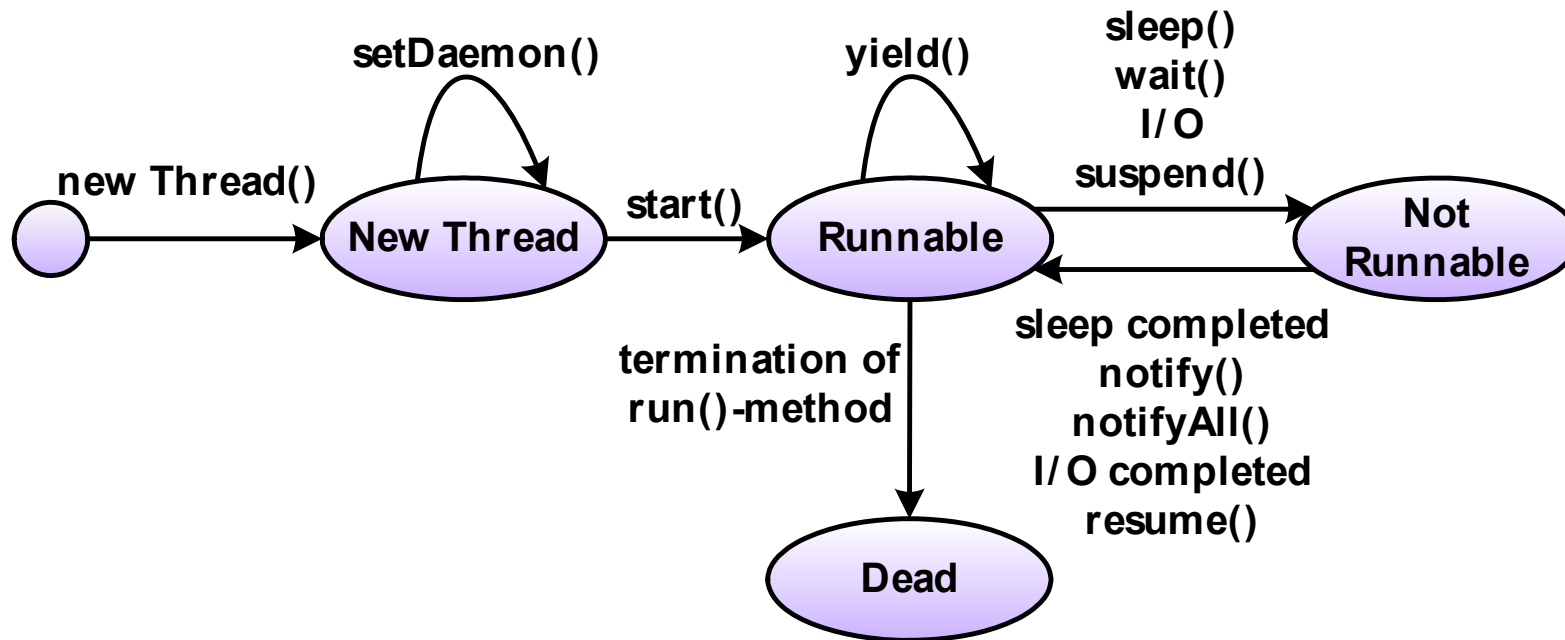 setDaemon()
yield()
sleep()
wait()
I/O
suspend()
new Thread()
New Thread
start()
Runnable
Not
Runnable
termination of
run()-method
sleep completed
notify()
notifyAll()
I/O completed
resume()
Dead